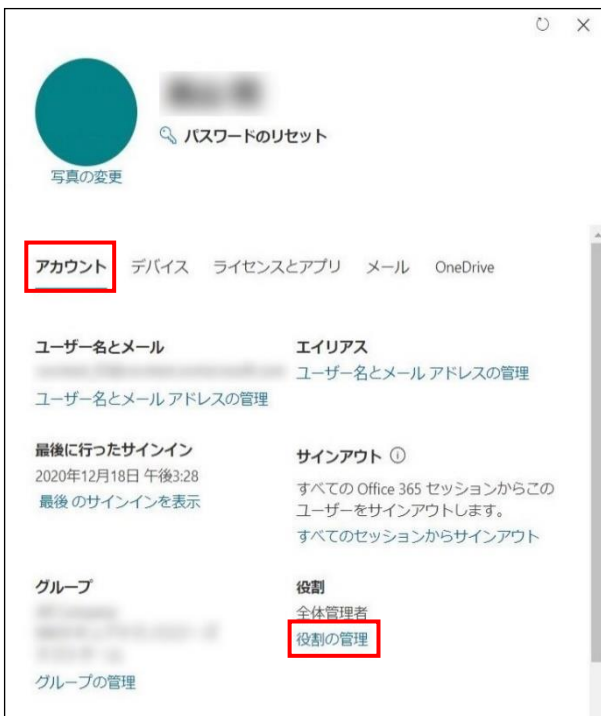 パスワードのリセット
写真の変更
アカウント デバイス ライセンスとアプリ メール OneDrive
ユーザー名とメール
ユーザー名とメール アドレスの管理
エイリアス
ユーザー名とメール アドレスの管理
最後に行ったサインイン
2020年12月18日 午後3:28
最後 のサインインを表示
サインアウト
すべての Office 365 セッションからこの
ユーザーをサインアウトします。
すべてのセッションからサインアウト
グループ
グループの管理
役割
全体管理者
役割の管理